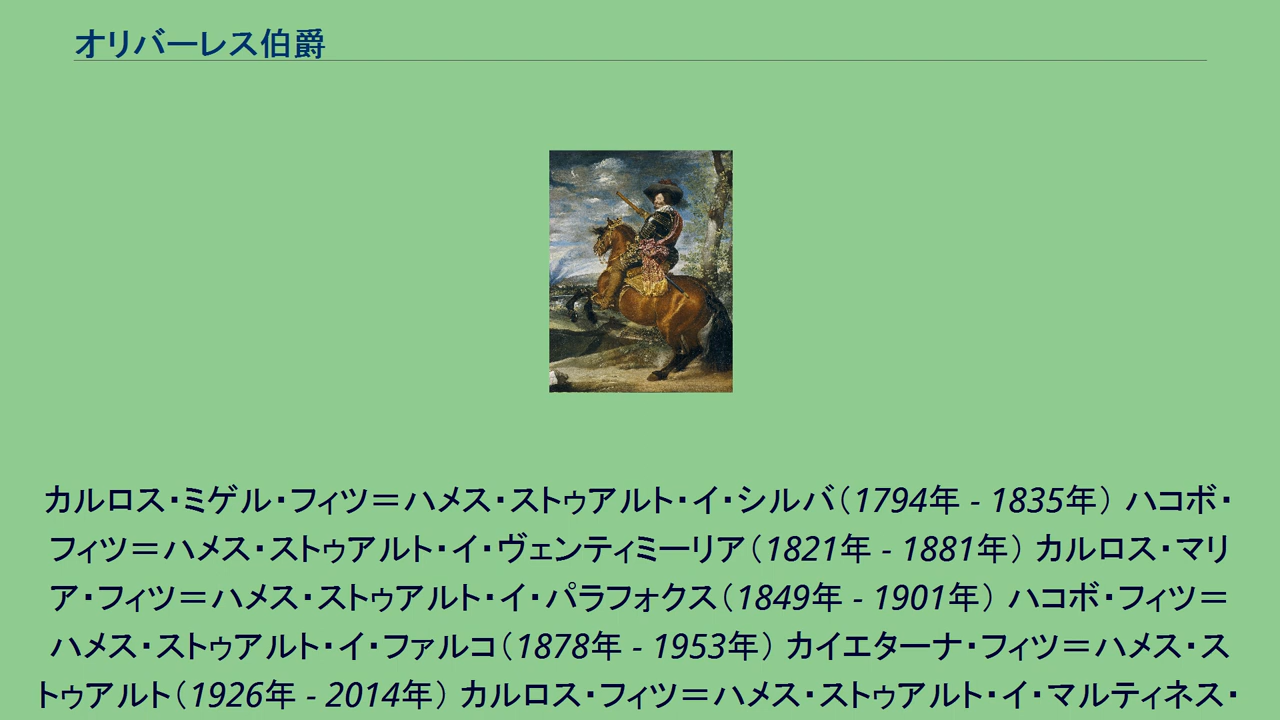 オリバーレス伯爵
カルロス・ミゲル・フィツ＝ハメス・ストゥアルト・イ・シルバ（1794年 - 1835年） ハコボ・
フィツ＝ハメス・ストゥアルト・イ・ヴェンティミーリア（1821年 - 1881年） カルロス・マリ
ア・フィツ＝ハメス・ストゥアルト・イ・パラフォクス（1849年 - 1901年） ハコボ・フィツ＝
ハメス・ストゥアルト・イ・ファルコ（1878年 - 1953年） カイエターナ・フィツ＝ハメス・ス
トゥアルト（1926年 - 2014年） カルロス・フィツ＝ハメス・ストゥアルト・イ・マルティネス・